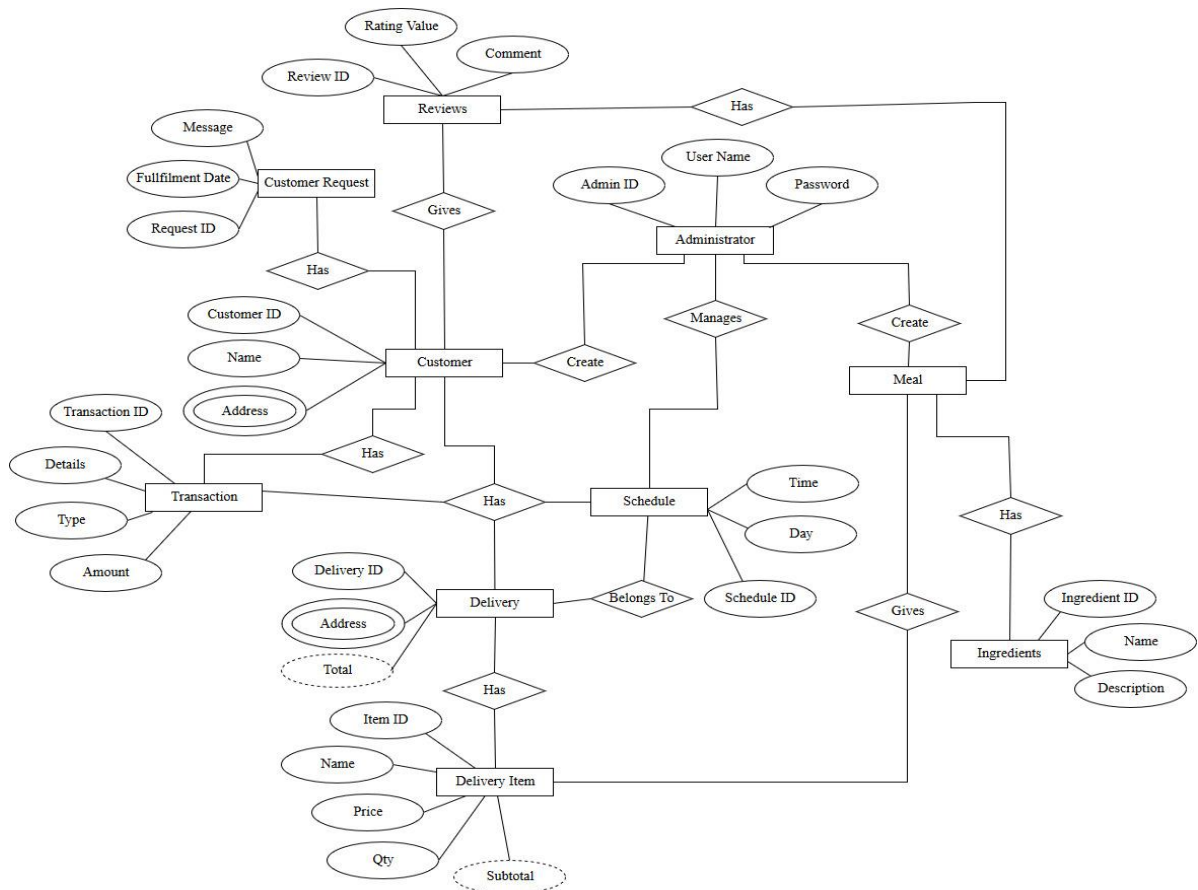 Rating Value
Comment
Review ID
Reviews
Has
Message
User Name
Customer Request
Fullfilment Date
Admin ID
Password
Gives
Request ID
Administrator
Has
Customer ID
Manages
Create
Name
Customer
Create
Meal
Address
Transaction ID
Has
Details
Time
Transaction
Has
Schedule
Type
Has
Day
Amount
Delivery ID
Delivery
Belongs To
Schedule ID
Ingredient ID
Address
Gives
Name
Ingredients
Total
Has
Description
Item ID
Name
Delivery Item
Price
Qty
Subtotal